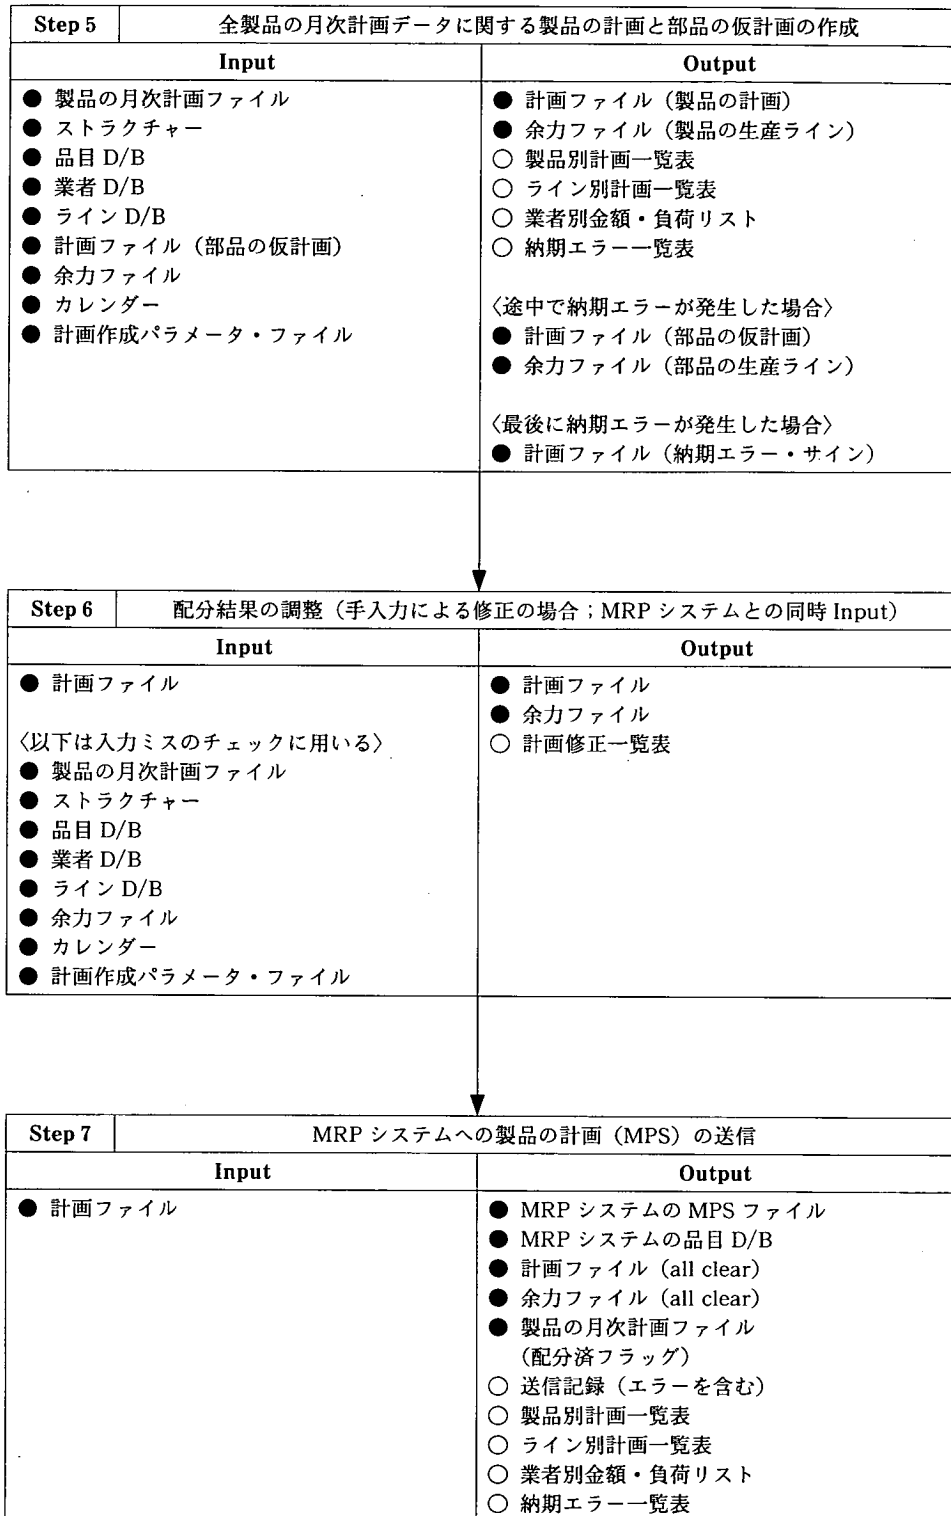 Step 5 全製品の月次計画データに関する製品の計画と部品の仮計画の作成
Input
● 製品の月次計画ファイル
● ストラクチャー
● 品目 D/B
● 業者 D/B
● ライン D/B
● 計画ファイル（部品の仮計画）
● 余力ファイル
● カレンダー
● 計画作成パラメータ・ファイル
Output
● 計画ファイル（製品の計画）
● 余力ファイル（製品の生産ライン）
○ 製品別計画一覧表
○ ライン別計画一覧表
○ 業者別金額・負荷リスト
○ 納期エラー一覧表
〈途中で納期エラーが発生した場合〉
● 計画ファイル（部品の仮計画）
● 余力ファイル（部品の生産ライン）
〈最後に納期エラーが発生した場合〉
● 計画ファイル（納期エラー・サイン）
Step 6 配分結果の調整（手入力による修正の場合；MRP システムとの同時 Input）
Input
● 計画ファイル
〈以下は入力ミスのチェックに用いる〉
● 製品の月次計画ファイル
● ストラクチャー
● 品目 D/B
● 業者 D/B
● ライン D/B
● 余力ファイル
● カレンダー
● 計画作成パラメータ・ファイル
Output
● 計画ファイル
● 余力ファイル
○ 計画修正一覧表
Step 7 MRP システムへの製品の計画（MPS）の送信
Input
● 計画ファイル
Output
● MRP システムの MPS ファイル
● MRP システムの品目 D/B
● 計画ファイル（all clear）
● 余力ファイル（all clear）
● 製品の月次計画ファイル
（配分済フラッグ）
○ 送信記録（エラーを含む）
○ 製品別計画一覧表
○ ライン別計画一覧表
○ 業者別金額・負荷リスト
○ 納期エラー一覧表